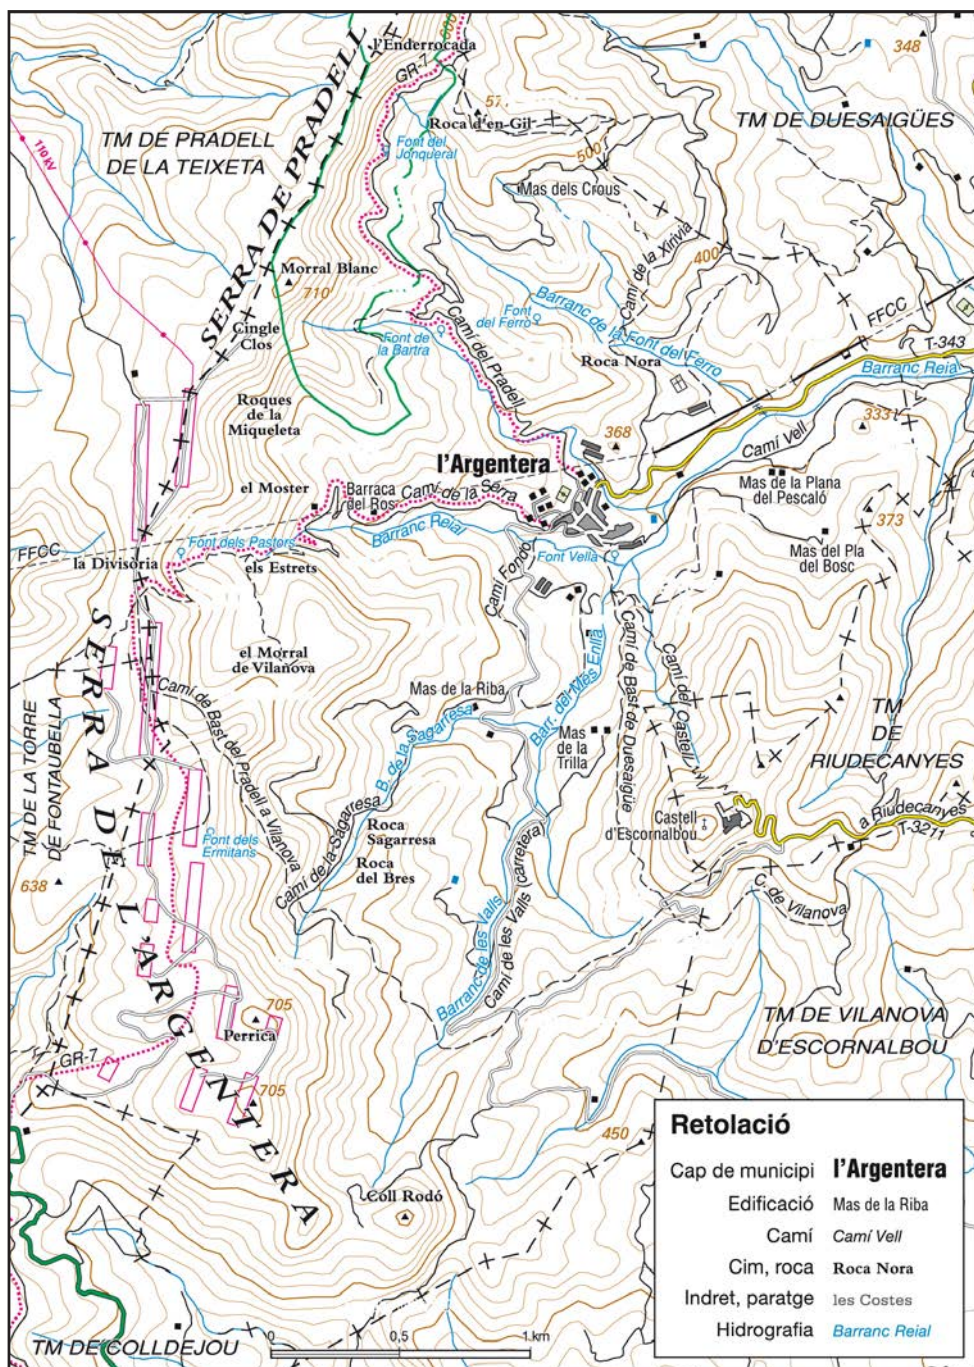 l'Enderrocada
600
GR-7
348
57
Roca d'en Gil
TM DE DUESAIGÜES
TM DE PRADELL
DE LA TEIXETA
110 KV
Font del
Jonqueral
500
SERRA DE PRADELL
Mas dels Crous
Camí de la Xirivia
400
Morral Blanc
710
Barranc de la Font del Ferro
FFCC
Font
del Ferro
Cingle
Clos
Font de
la Bartra
Camí del Pradell
T-343
Roca Nora
Barranc Reial
Roques de la
Miqueleta
368
333
l'Argentera
Camí Vell
el Moster
Barraca
del Ros
Camí de la Serra
Mas de la Plana
del Pescaló
373
Barranc Reial
Font dels Pastors
FFCC
la Divisòria
els Estrets
Font Vella
Mas del Pla
del Bosc
Camí Fondo
el Morral
de Vilanova
Camí de Bast de Duesaigüe
Camí del Castell
Barr. del Mes Enllà
Mas de la Riba
SERRA DE L'ARGENTERA
TM DE LA TORRE
DE FONTAUBELLA
Camí de Bast del Pradell a Vilanova
B. de la Sagarresa
Mas
de la
Trilla
TM
DE
RIUDECANYES
Camí de la Sagarresa
Castell
d'Escornalbou
a Riudecanyes
T-3211
Font dels
Ermitans
Roca
Sagarresa
Roca
del Bres
638
C. de Vilanova
Barranc de les Valls
Camí de les Valls (carretera)
705
Perrica
TM DE VILANOVA
D'ESCORNALBOU
GR-7
705
450
Coll Rodó
TM DE COLLDEJOU
0 0,5 1 km
Retolació
Cap de municipi l'Argentera
Edificació Mas de la Riba
Camí Camí Vell
Cim, roca Roca Nora
Indret, paratge les Costes
Hidrografia Barranc Reial